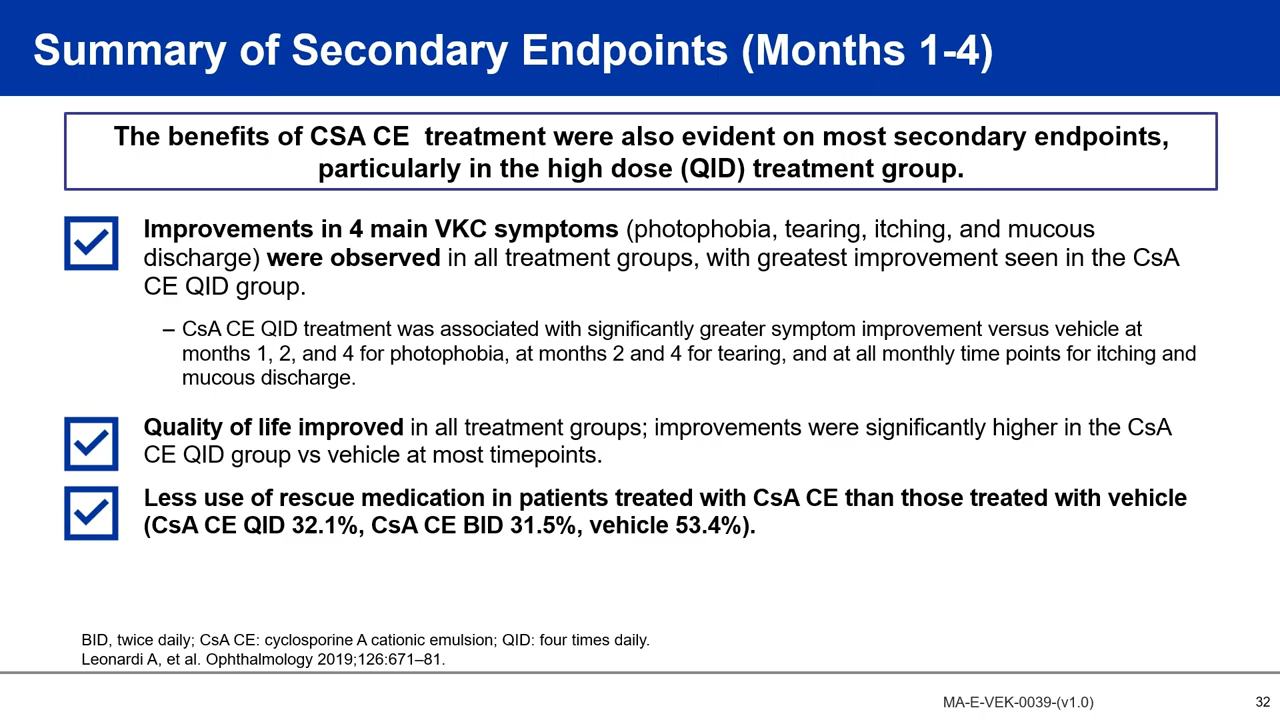 Summary of Secondary Endpoints (Months 1-4)
The benefits of CSA CE  treatment were also evident on most secondary endpoints,
particularly in the high dose (QID) treatment group.
Improvements in 4 main VKC symptoms (photophobia, tearing, itching, and mucous
discharge) were observed in all treatment groups, with greatest improvement seen in the CsA
CE QID group.
– CsA CE QID treatment was associated with significantly greater symptom improvement versus vehicle at
months 1, 2, and 4 for photophobia, at months 2 and 4 for tearing, and at all monthly time points for itching and
mucous discharge.
Quality of life improved in all treatment groups; improvements were significantly higher in the CsA
CE QID group vs vehicle at most timepoints.
Less use of rescue medication in patients treated with CsA CE than those treated with vehicle
(CsA CE QID 32.1%, CsA CE BID 31.5%, vehicle 53.4%).
BID, twice daily; CsA CE: cyclosporine A cationic emulsion; QID: four times daily.
Leonardi A, et al. Ophthalmology 2019;126:671–81.
MA-E-VEK-0039-(v1.0)
32